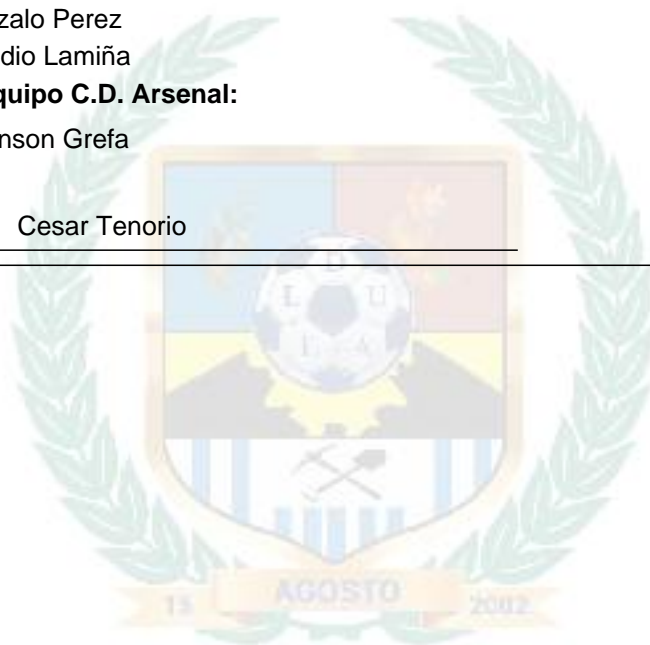 zalo Perez
dio Lamiña
quipo C.D. Arsenal:
nson Grefa
Cesar Tenorio
D
L U
I A
15 AGOSTO 2002